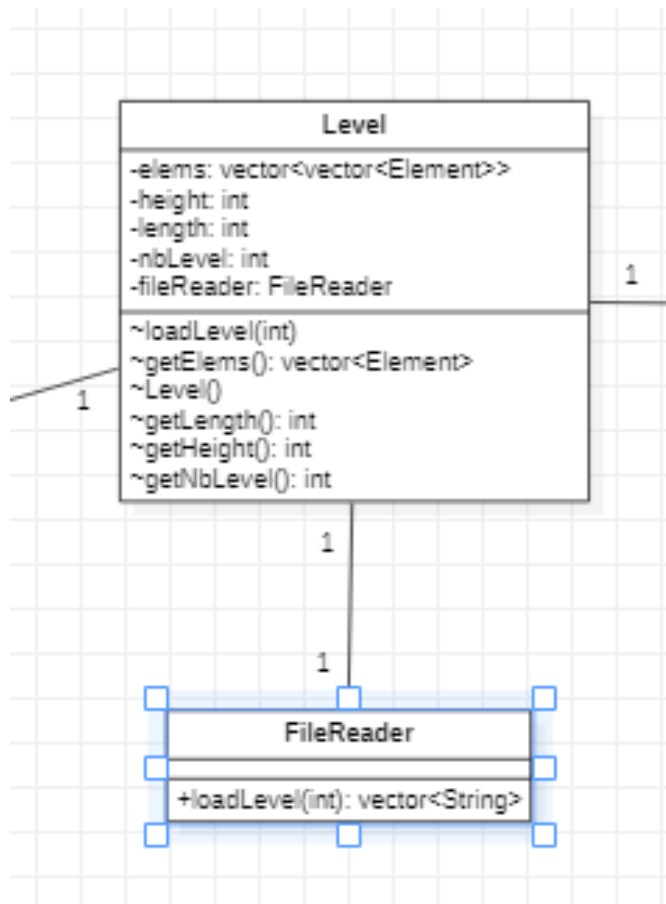 Level
-elems: vector<vector<Element>>
-height: int
-length: int
-nbLevel: int
-fileReader: FileReader
~loadLevel(int)
~getElems(): vector<Element>
~Level()
~getLength(): int
~getHeight(): int
~getNbLevel(): int
1
1
1
1
FileReader
+loadLevel(int): vector<String>